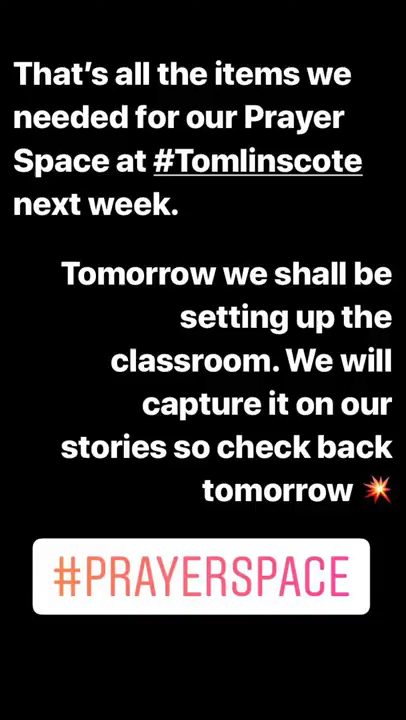 That’s all the items we
needed for our Prayer
Space at #Tomlinscote
next week.
Tomorrow we shall be
setting up the
classroom. We will
capture it on our
stories so check back
tomorrow 💥
#PRAYERSPACE